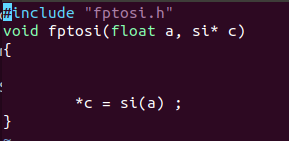 #include "fptosi.h"
void fptosi(float a, si* c)
{
*c = si(a) ;
}
~